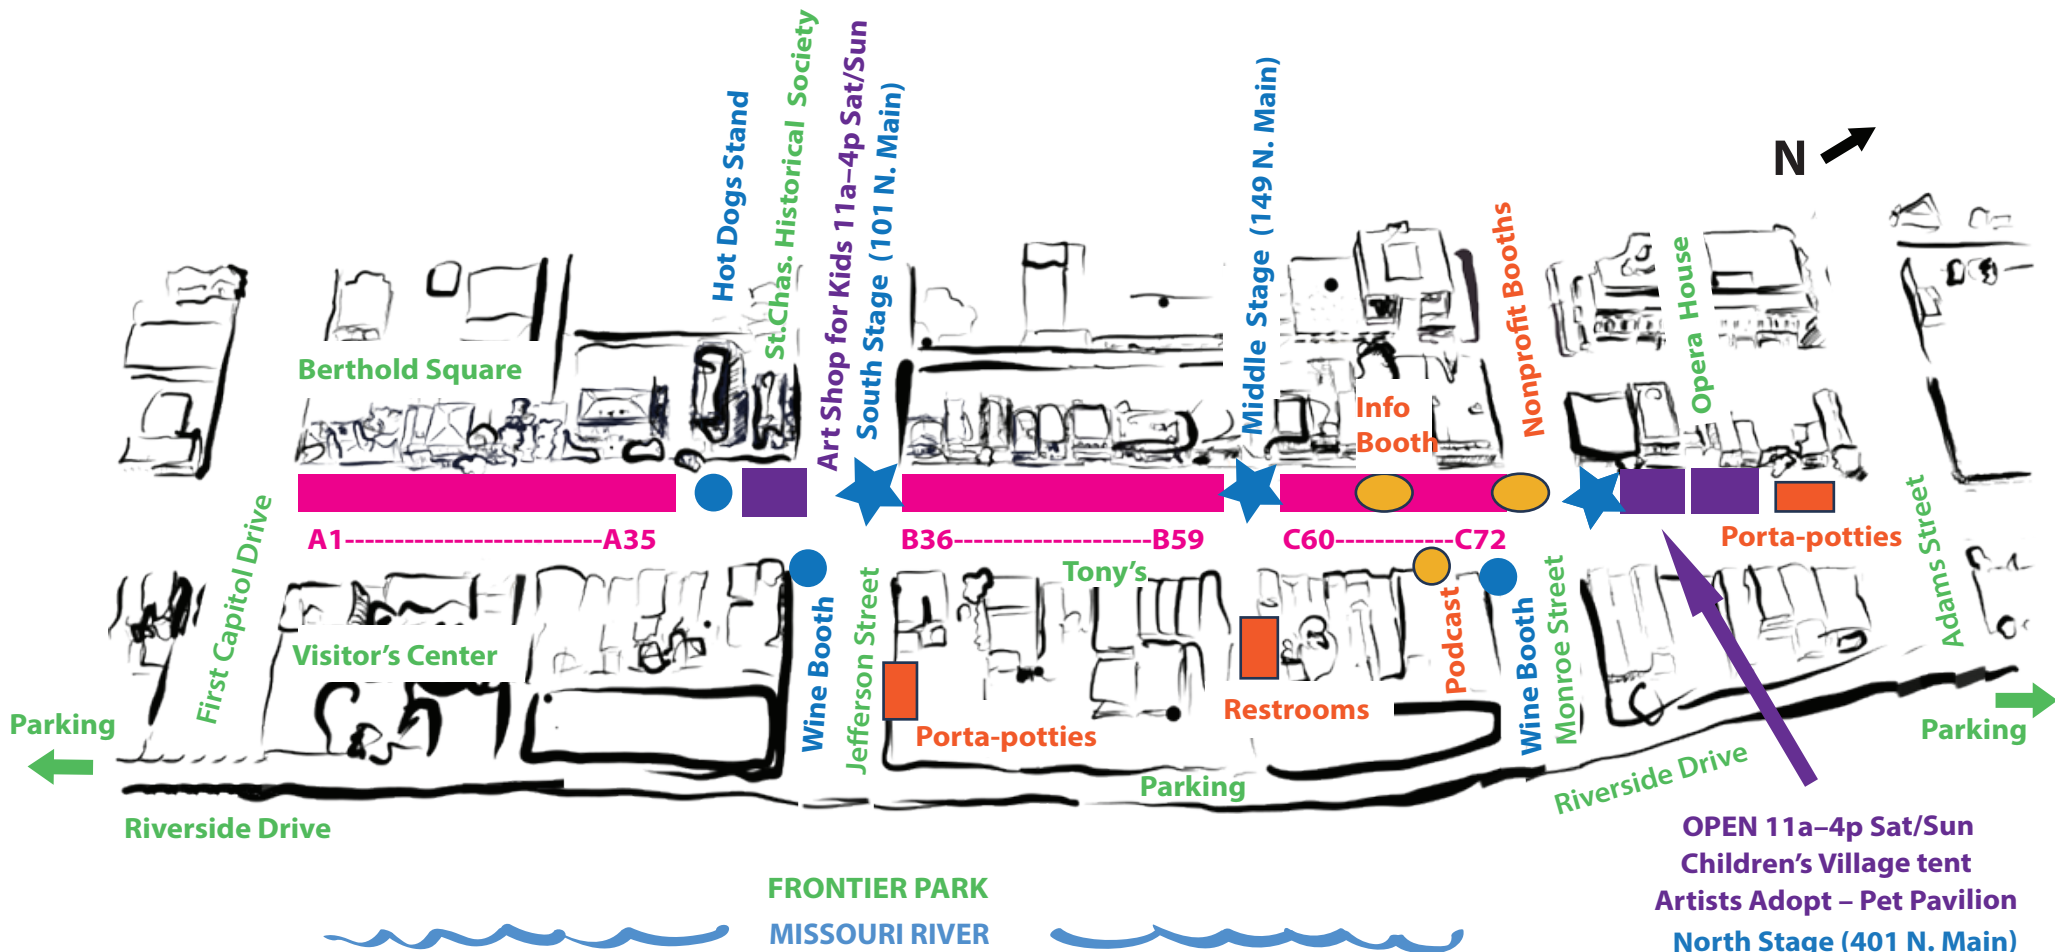 Hot Dogs Stand
St.Chas. Historical Society
Art Shop for Kids 11a–4p Sat/Sun
South Stage (101 N. Main)
Middle Stage (149 N. Main)
N
Nonprofit Booths
Opera House
Berthold Square
Info
Booth
A1--------------------------A35
B36--------------------B59
C60------------C72
Porta-potties
Tony's
First Capitol Drive
Adams Street
Visitor's Center
Wine Booth
Jefferson Street
Podcast
Wine Booth
Monroe Street
Restrooms
Porta-potties
Parking
Parking
Parking
Riverside Drive
Riverside Drive
OPEN 11a–4p Sat/Sun
Children's Village tent
Artists Adopt – Pet Pavilion
North Stage (401 N. Main)
FRONTIER PARK
MISSOURI RIVER